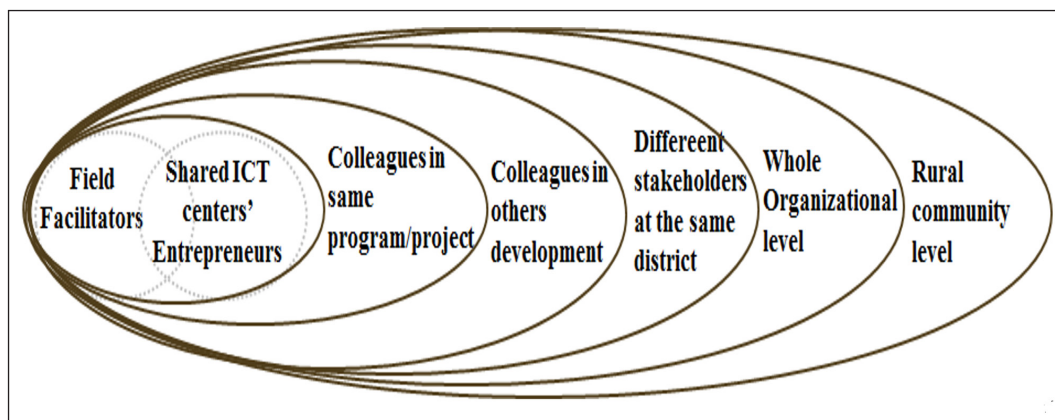 Field
Facilitators
Shared ICT
centers'
Entrepreneurs
Colleagues in
same
program/project
Colleagues in
others
development
Differeent
stakeholders
at the same
district
Whole
Organizational
level
Rural
community
level